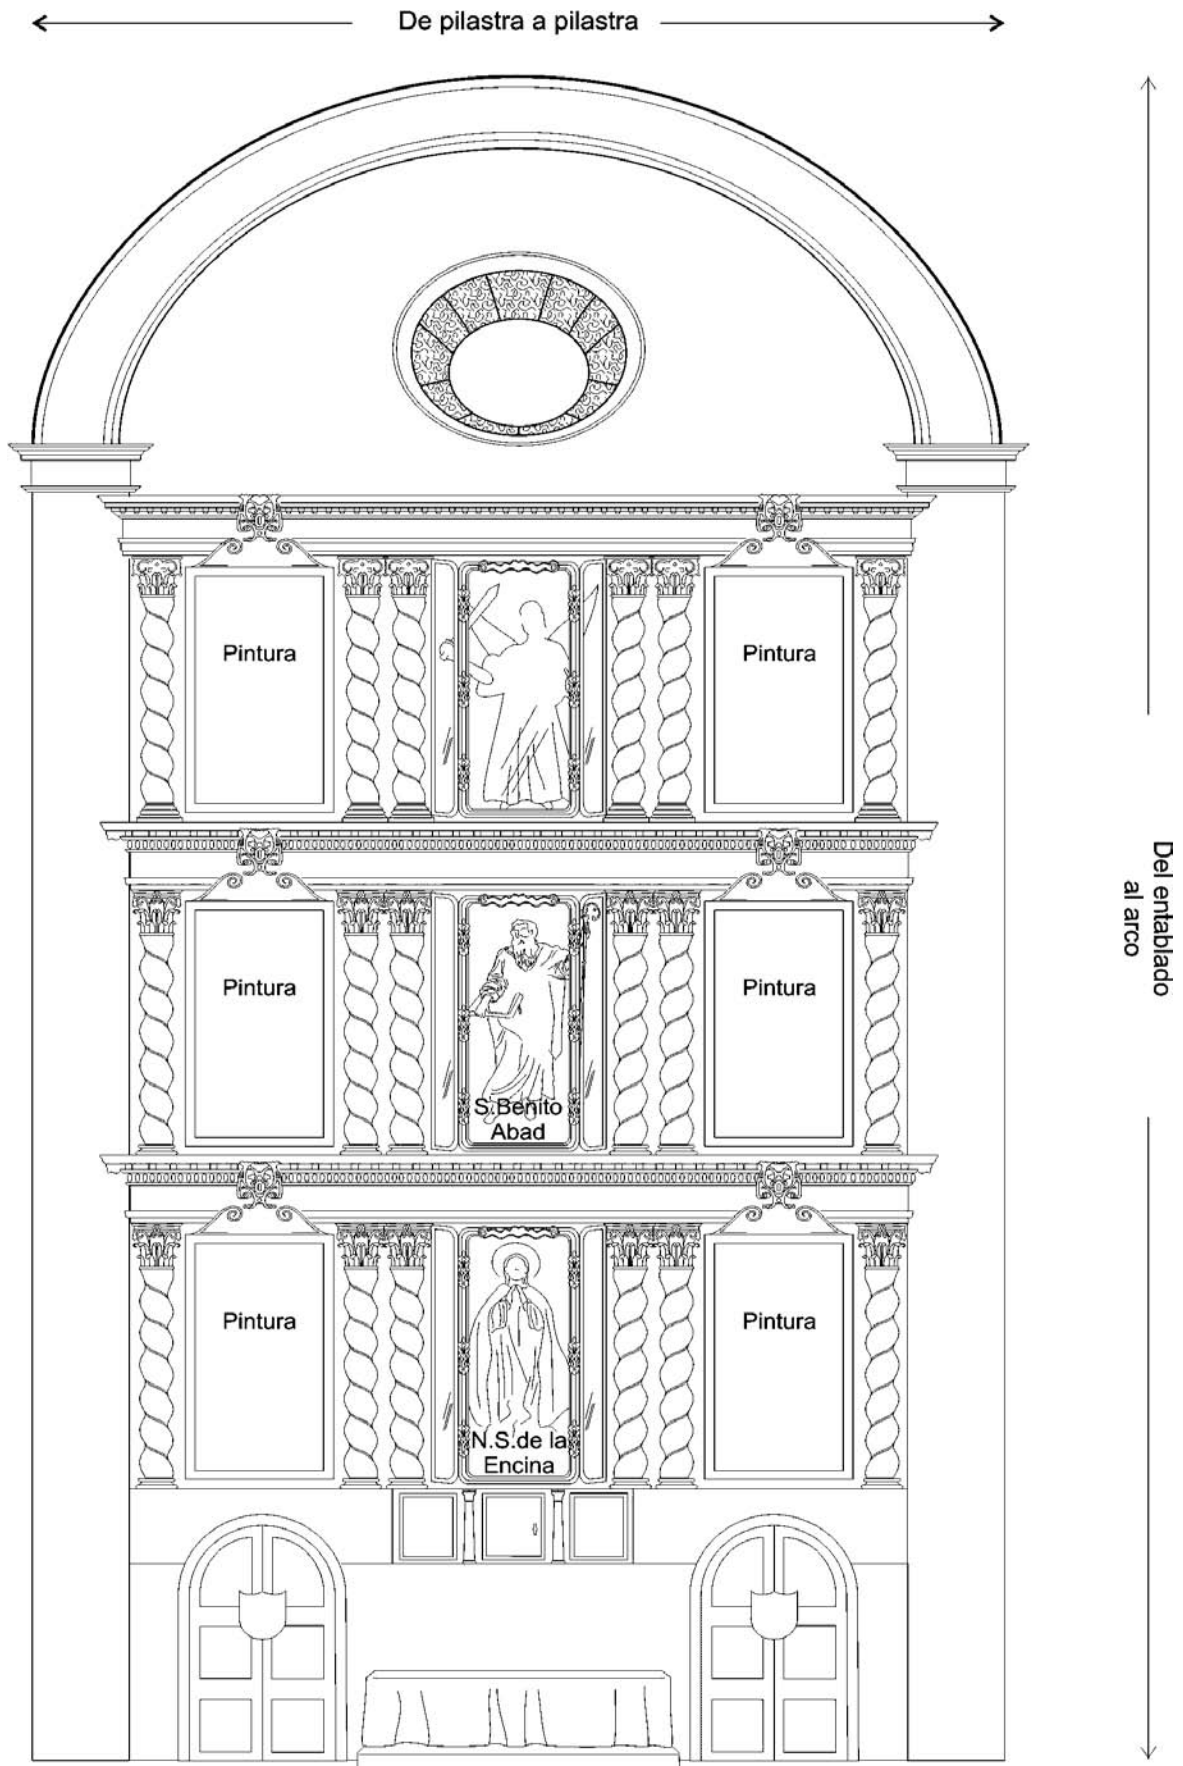 De pilastra a pilastra
Pintura
Pintura
Del entablado
al arco
Pintura
Pintura
S.Benito
Abad
Pintura
Pintura
N.S.de la
Encina